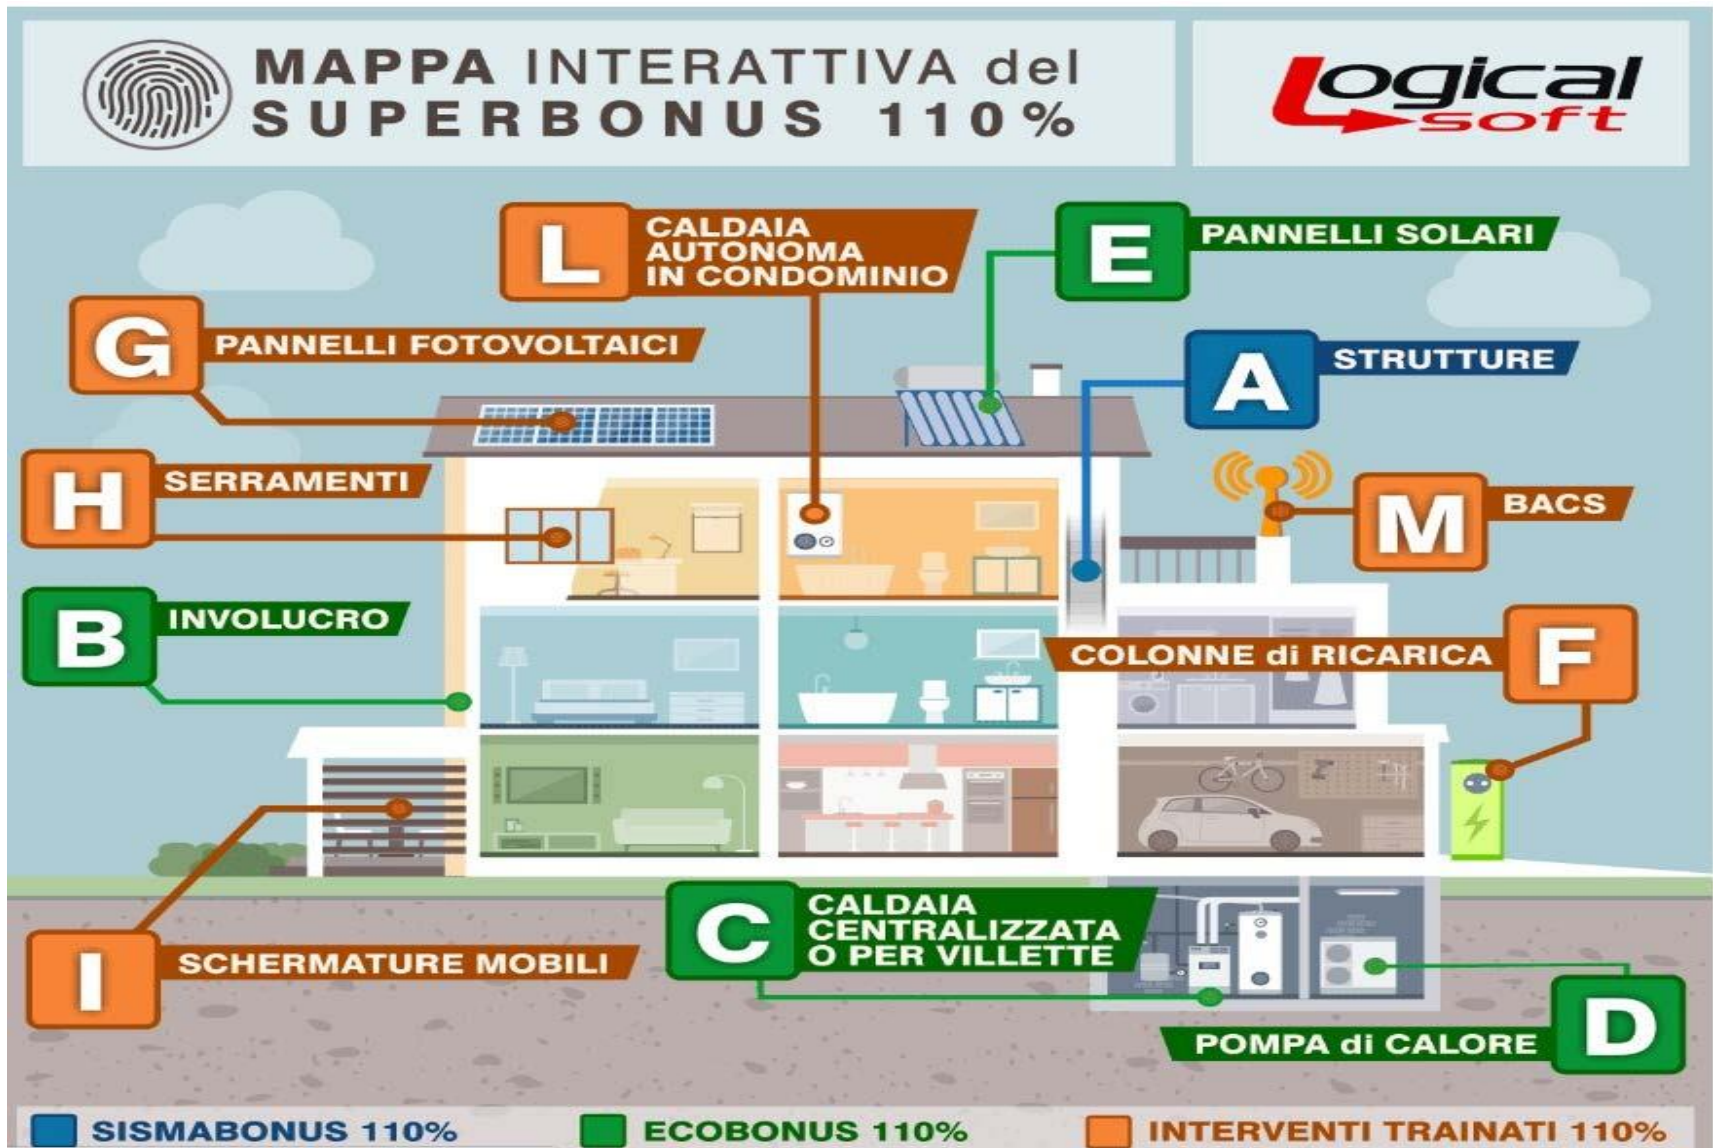 MAPPA INTERATTIVA del
SUPERBONUS 110%
Logical
soft
L
CALDAIA
AUTONOMA
IN CONDOMINIO
E
PANNELLI SOLARI
G
PANNELLI FOTOVOLTAICI
A
STRUTTURE
H
SERRAMENTI
M
BACS
B
INVOLUCRO
COLONNE di RICARICA
F
C
CALDAIA
CENTRALIZZATA
O PER VILLETTE
I
SCHERMATURE MOBILI
POMPA di CALORE
D
SISMABONUS 110%
ECOBONUS 110%
INTERVENTI TRAINATI 110%